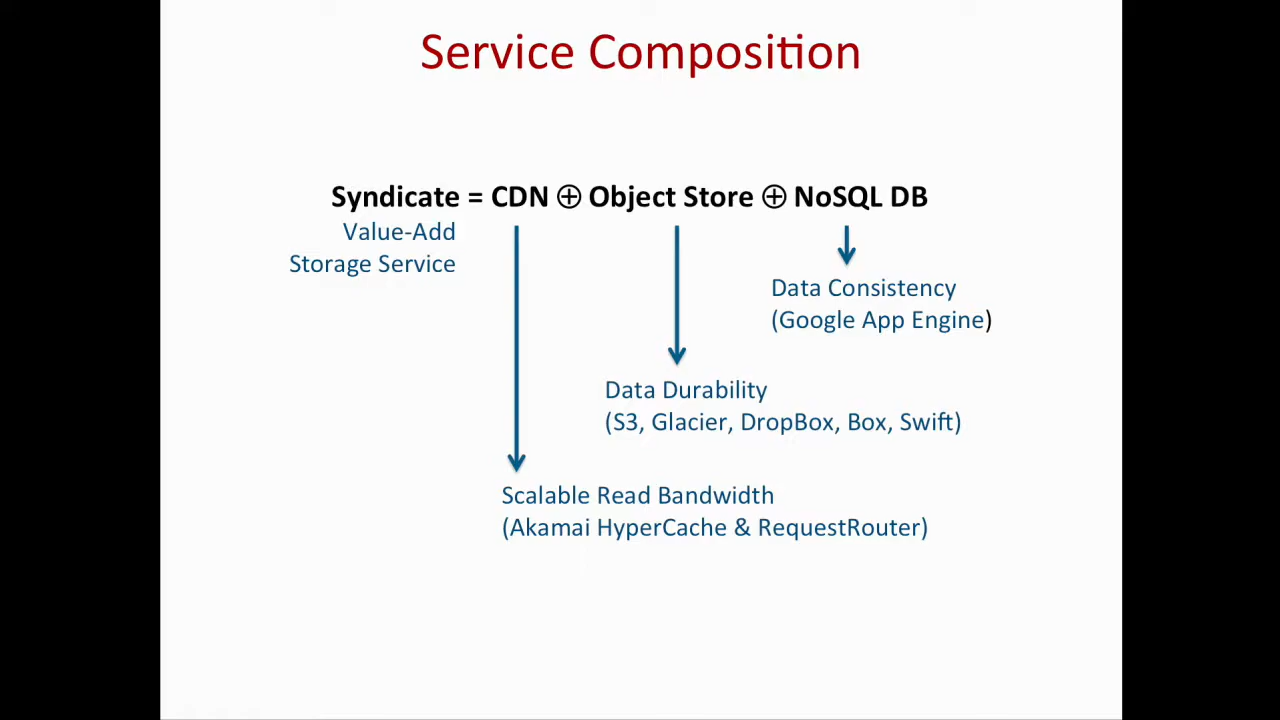 Service Composition
Syndicate = CDN ⊕ Object Store ⊕ NoSQL DB
Value-Add
Storage Service
Data Consistency
(Google App Engine)
Data Durability
(S3, Glacier, DropBox, Box, Swift)
Scalable Read Bandwidth
(Akamai HyperCache & RequestRouter)